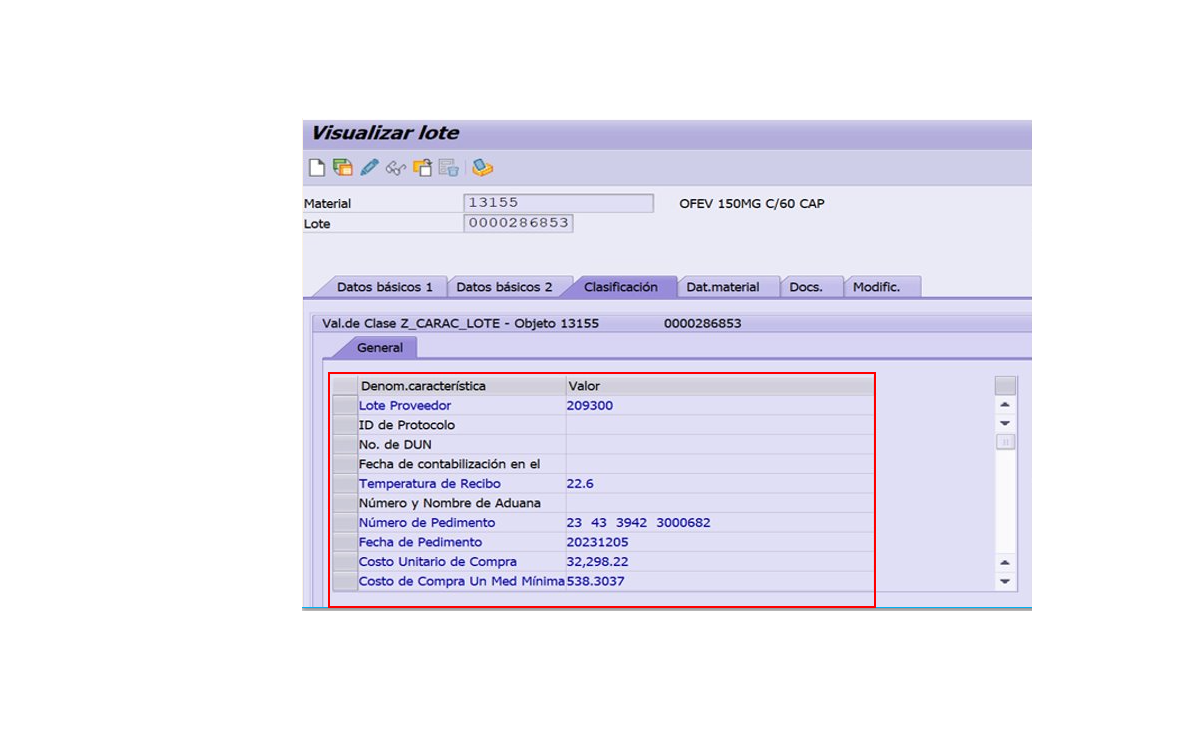 Visualizar lote
Material 13155 OFEV 150MG C/60 CAP
Lote 0000286853
Datos básicos 1 Datos básicos 2 Clasificación Dat.material Docs. Modific.
Val.de Clase Z_CARAC_LOTE - Objeto 13155 0000286853
General
Denom.característica Valor
Lote Proveedor 209300
ID de Protocolo
No. de DUN
Fecha de contabilización en el
Temperatura de Recibo 22.6
Número y Nombre de Aduana
Número de Pedimento 23 43 3942 3000682
Fecha de Pedimento 20231205
Costo Unitario de Compra 32,298.22
Costo de Compra Un Med Mínima 538.3037